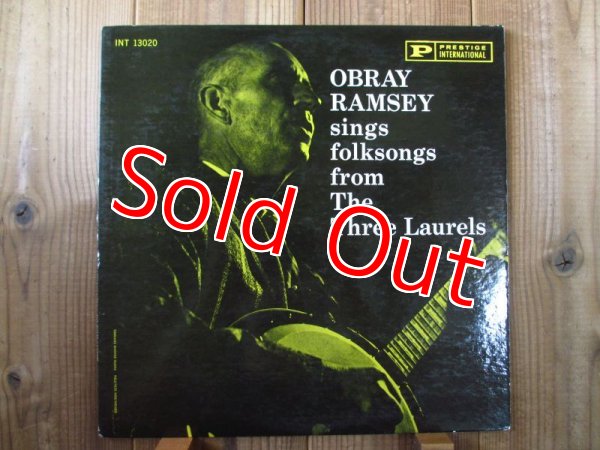 INT 13020
P PRESTIGE
INTERNATIONAL
OBRAY
RAMSEY
sings
folksongs
from
The
Three Laurels
Sold Out